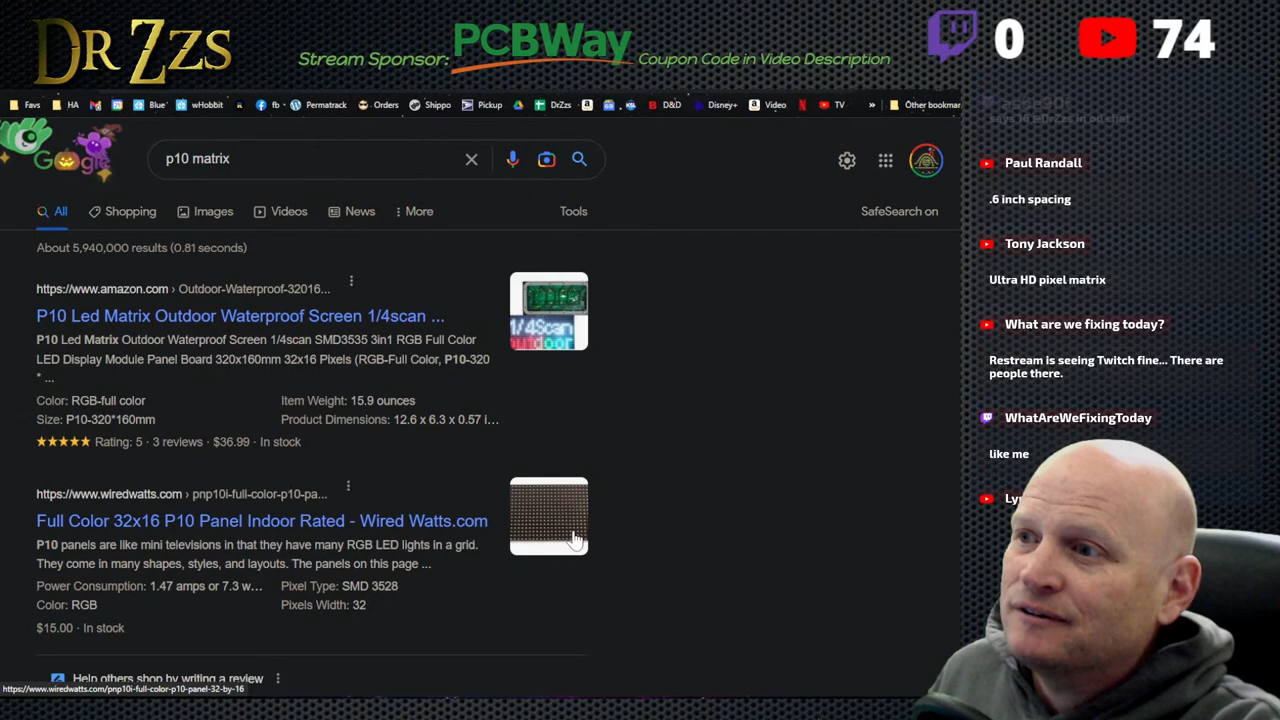 DR ZZS
Stream Sponsor: PCBWay Coupon Code in Video Description
0
74
Favs
HA
Blue'
wHobbit
fb
Permatrack
Orders
Shippo
Pickup
DrZzs
D&D
Disney+
Video
TV
»
Other bookmar
says 16 @DrZzs in od chat
Google
p10 matrix
All
Shopping
Images
Videos
News
More
Tools
SafeSearch on
About 5,940,000 results (0.81 seconds)
https://www.amazon.com › Outdoor-Waterproof-32016...
P10 Led Matrix Outdoor Waterproof Screen 1/4scan ...
P10 Led Matrix Outdoor Waterproof Screen 1/4scan SMD3535 3in1 RGB Full Color
LED Display Module Panel Board 320x160mm 32x16 Pixels (RGB-Full Color, P10-320
* ...
Color: RGB-full color
Item Weight: 15.9 ounces
Size: P10-320*160mm
Product Dimensions: 12.6 x 6.3 x 0.57 i...
Rating: 5 · 3 reviews · $36.99 · In stock
1/4Scan
outdoor
https://www.wiredwatts.com › pnp10i-full-color-p10-pa...
Full Color 32x16 P10 Panel Indoor Rated - Wired Watts.com
P10 panels are like mini televisions in that they have many RGB LED lights in a grid.
They come in many shapes, styles, and layouts. The panels on this page ...
Power Consumption: 1.47 amps or 7.3 w...
Pixel Type: SMD 3528
Color: RGB
Pixels Width: 32
$15.00 · In stock
Help others shop by writing a review
https://www.wiredwatts.com/pnp10i-full-color-p10-panel-32-by-16
Paul Randall
.6 inch spacing
Tony Jackson
Ultra HD pixel matrix
What are we fixing today?
Restream is seeing Twitch fine... There are
people there.
WhatAreWeFixingToday
like me